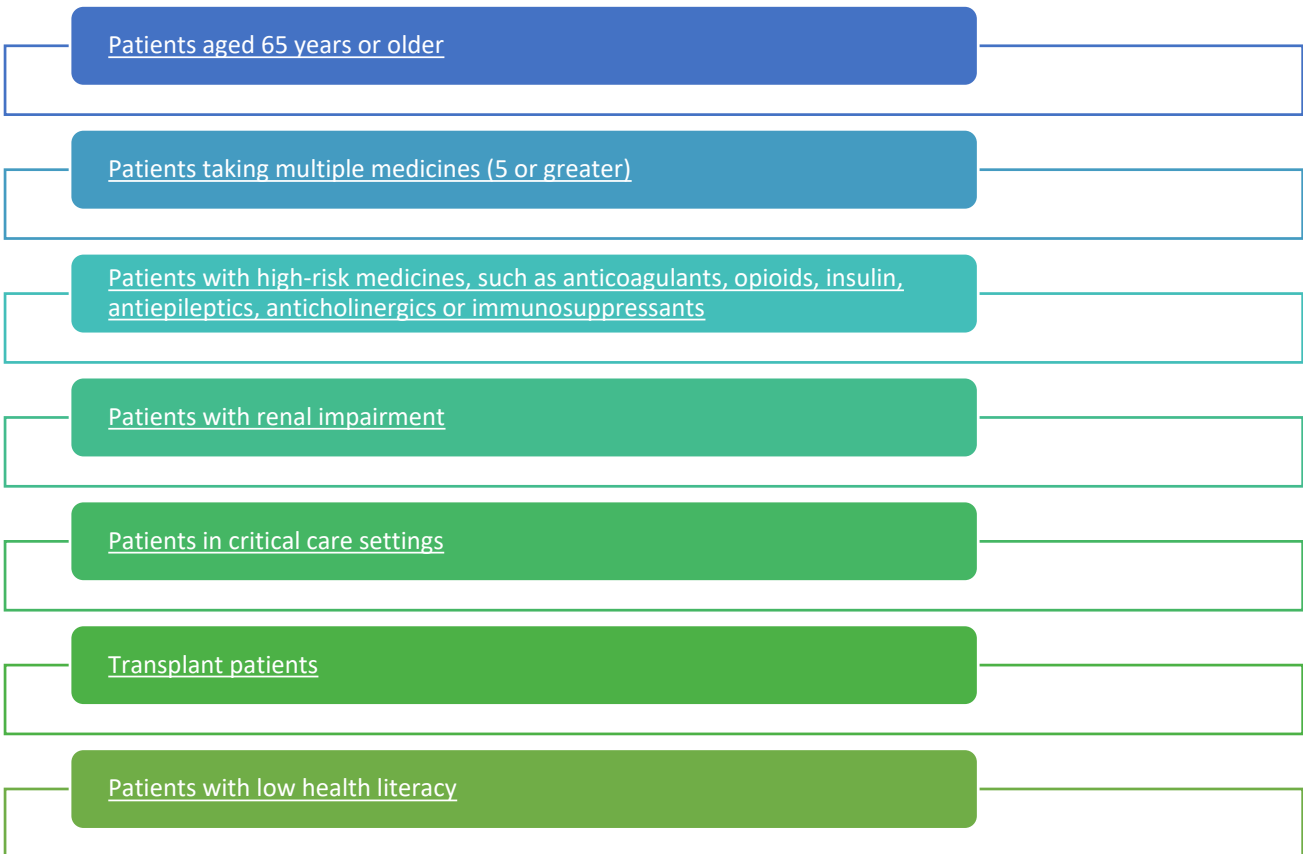 Patients aged 65 years or older
Patients taking multiple medicines (5 or greater)
Patients with high-risk medicines, such as anticoagulants, opioids, insulin,
antiepileptics, anticholinergics or immunosuppressants
Patients with renal impairment
Patients in critical care settings
Transplant patients
Patients with low health literacy